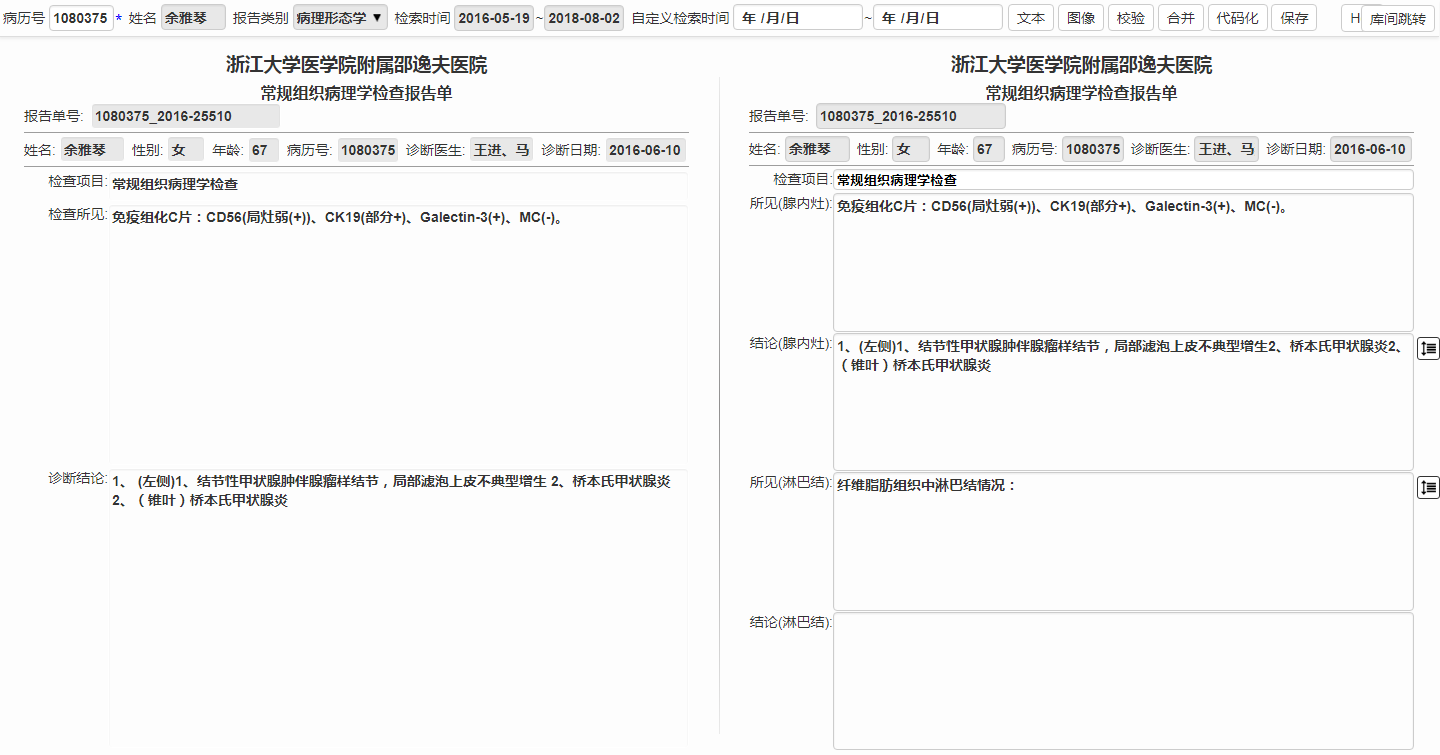 病历号 1080375 * 姓名 余雅琴 报告类别 病理形态学 ▼ 检索时间 2016-05-19 ~ 2018-08-02 自定义检索时间 年 /月/日 ~ 年 /月/日 文本 图像 校验 合并 代码化 保存 H 库间跳转
浙江大学医学院附属邵逸夫医院
常规组织病理学检查报告单
报告单号: 1080375_2016-25510
姓名: 余雅琴 性别: 女 年龄: 67 病历号: 1080375 诊断医生: 王进、马 诊断日期: 2016-06-10
检查项目: 常规组织病理学检查
检查所见: 免疫组化C片：CD56(局灶弱(+))、CK19(部分+)、Galectin-3(+)、MC(-)。
诊断结论: 1、 (左侧)1、结节性甲状腺肿伴腺瘤样结节，局部滤泡上皮不典型增生 2、桥本氏甲状腺炎
2、（锥叶）桥本氏甲状腺炎
浙江大学医学院附属邵逸夫医院
常规组织病理学检查报告单
报告单号: 1080375_2016-25510
姓名: 余雅琴 性别: 女 年龄: 67 病历号: 1080375 诊断医生: 王进、马 诊断日期: 2016-06-10
检查项目: 常规组织病理学检查
所见(腺内灶): 免疫组化C片：CD56(局灶弱(+))、CK19(部分+)、Galectin-3(+)、MC(-)。
结论(腺内灶): 1、(左侧)1、结节性甲状腺肿伴腺瘤样结节，局部滤泡上皮不典型增生2、桥本氏甲状腺炎2、
（锥叶）桥本氏甲状腺炎
所见(淋巴结): 纤维脂肪组织中淋巴结情况：
结论(淋巴结):